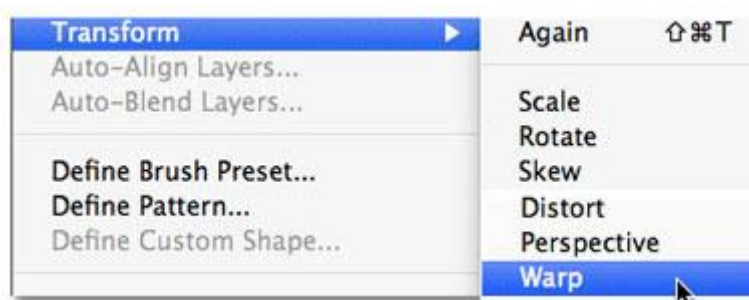 Transform
Auto-Align Layers...
Auto-Blend Layers...
Define Brush Preset...
Define Pattern...
Define Custom Shape...
Again ⇧⌘T
Scale
Rotate
Skew
Distort
Perspective
Warp